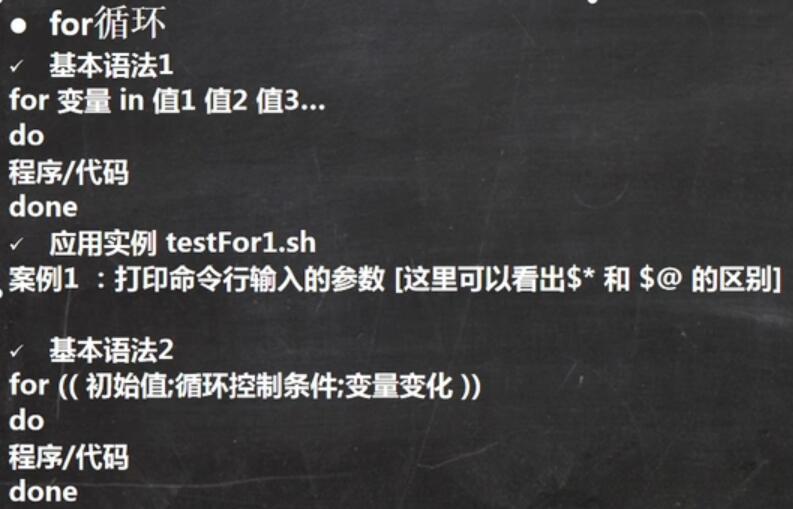 ● for循环
✓ 基本语法1
for 变量 in 值1 值2 值3...
do
程序/代码
done
✓ 应用实例 testFor1.sh
案例1 ：打印命令行输入的参数 [这里可以看出$* 和 $@ 的区别]
✓ 基本语法2
for (( 初始值;循环控制条件;变量变化 ))
do
程序/代码
done